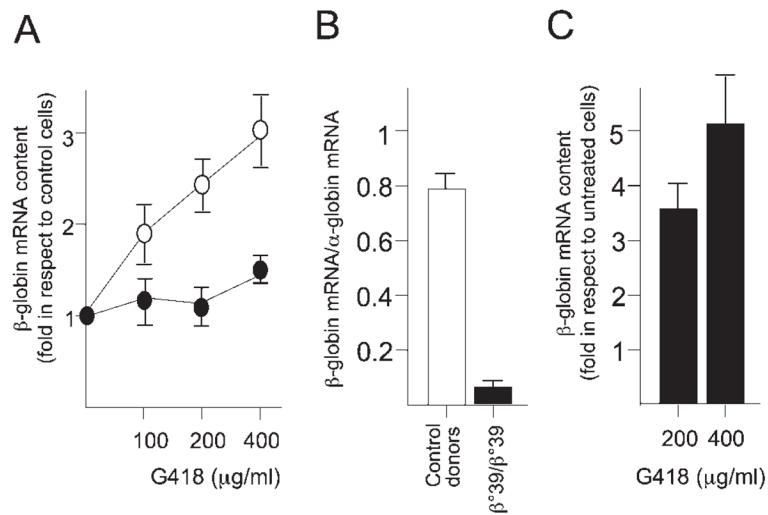 A
β-globin mRNA content
(fold in respect to control cells)
3
2
1
100 200 400
G418 (μg/ml)
B
β-globin mRNA/α-globin mRNA
1
0.8
0.6
0.4
0.2
Control
donors
β°39/β°39
C
β-globin mRNA content
(fold in respect to untreated cells)
5
4
3
2
1
200 400
G418 (μg/ml)